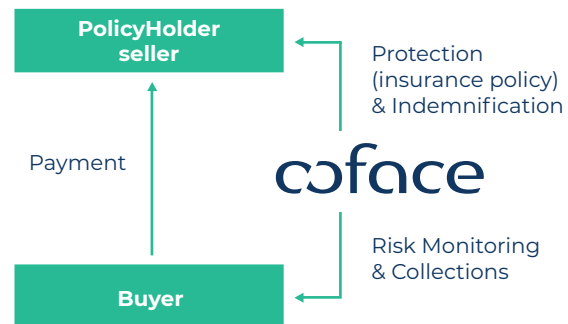 PolicyHolder
seller
Protection
(insurance policy)
& Indemnification
Payment
coface
Risk Monitoring
& Collections
Buyer